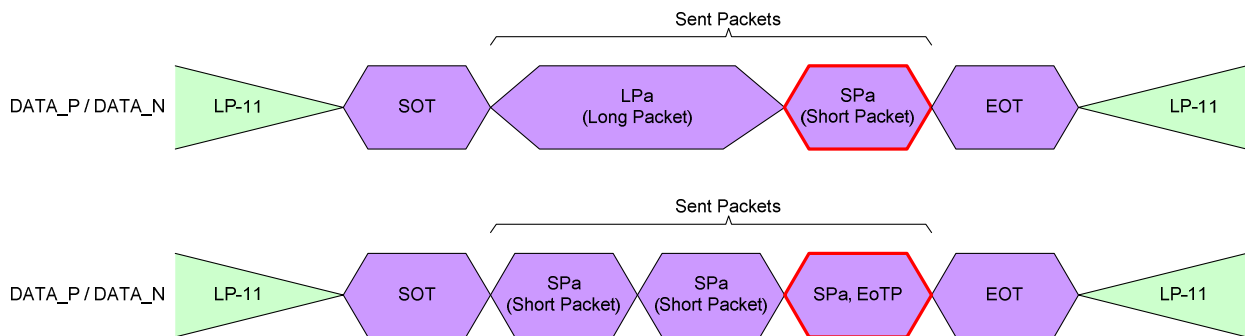 Sent Packets
DATA_P / DATA_N
LP-11
SOT
LPa
(Long Packet)
SPa
(Short Packet)
EOT
LP-11
Sent Packets
DATA_P / DATA_N
LP-11
SOT
SPa
(Short Packet)
SPa
(Short Packet)
SPa, EoTP
EOT
LP-11